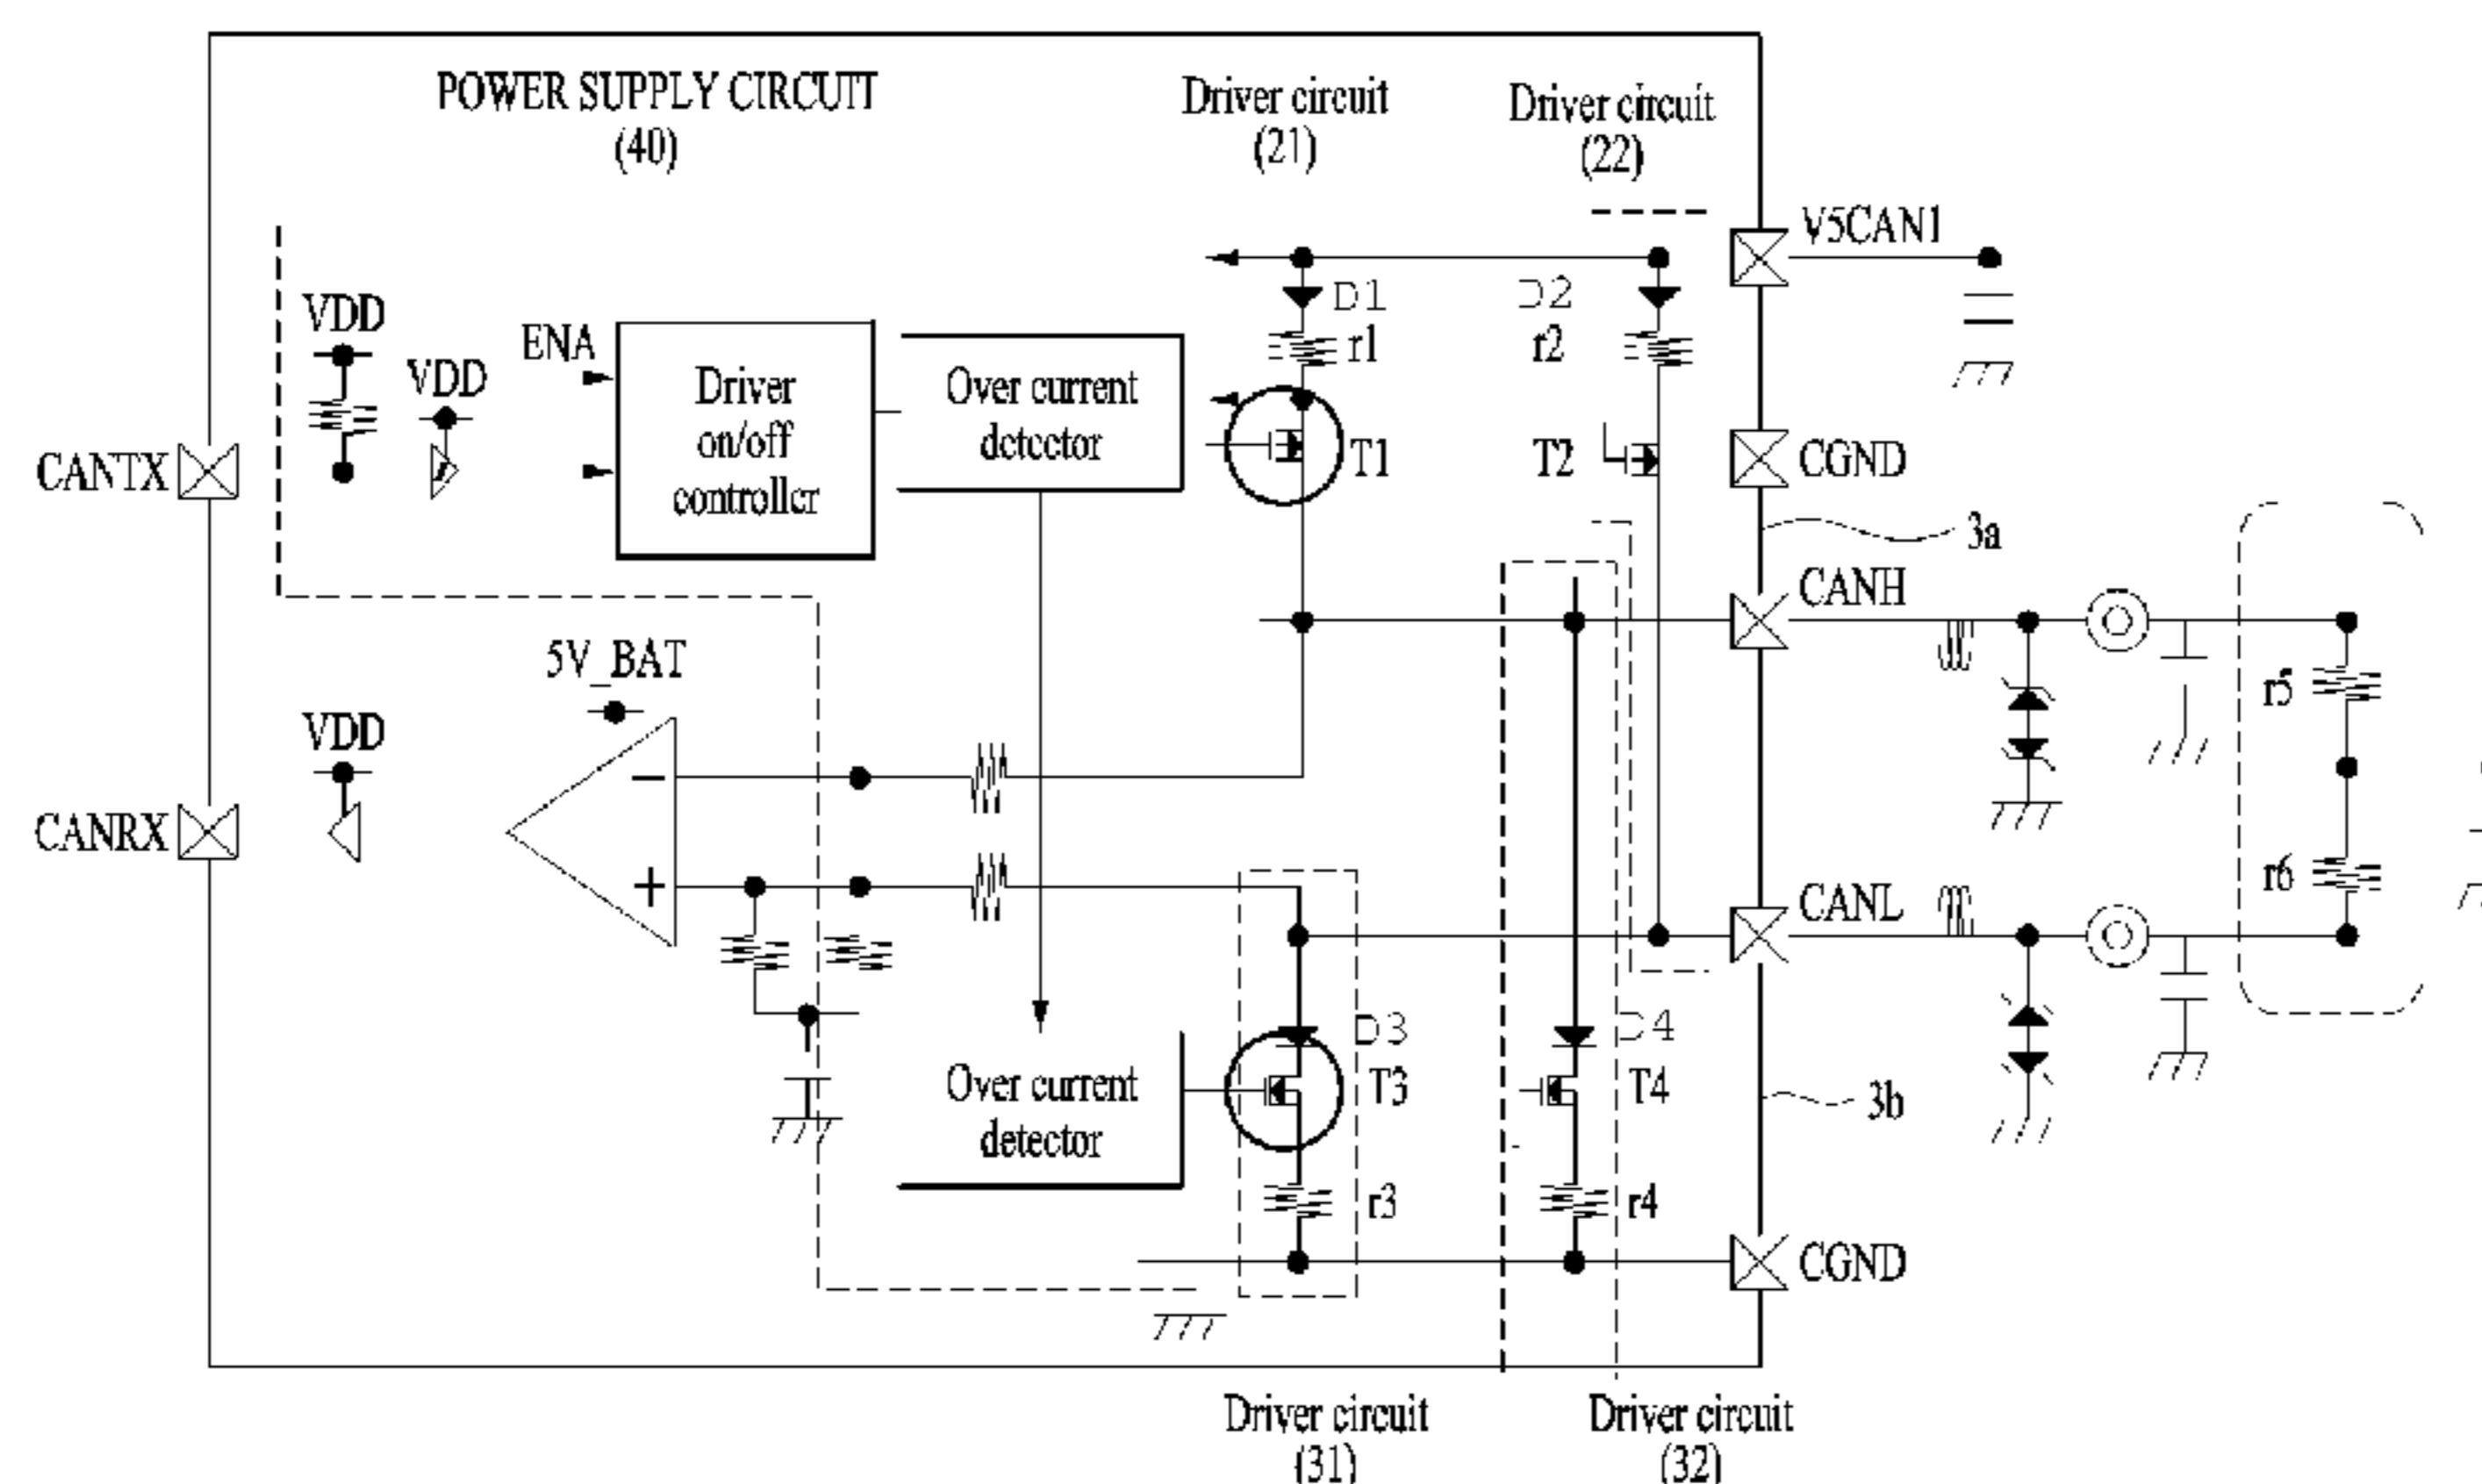 POWER SUPPLY CIRCUIT
(40)
Driver circuit
(21)
Driver circuit
(22)
V5CAN1
D1
D2
r1
r2
VDD
VDD
ENA
Driver
on/off
controller
Over current
detector
T1
T2
CANTX
CGND
3a
CANH
5V_BAT
VDD
r5
−
CANRX
+
r6
CANL
D3
D4
Over current
detector
T3
T4
3b
r3
r4
CGND
Driver circuit
(31)
Driver circuit
(32)